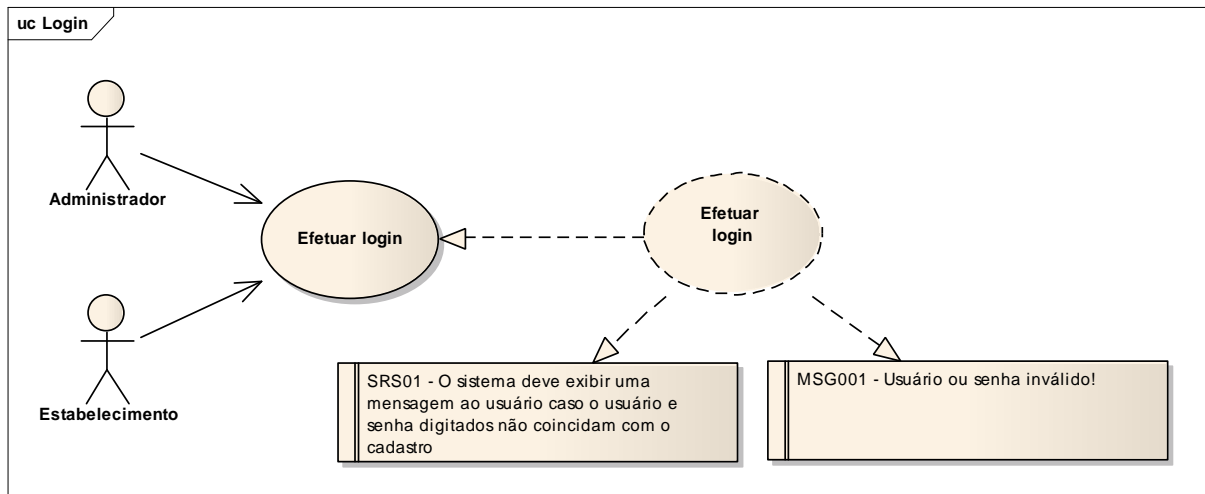 uc Login
Administrador
Efetuar login
Efetuar
login
Estabelecimento
SRS01 - O sistema deve exibir uma
mensagem ao usuário caso o usuário e
senha digitados não coincidam com o
cadastro
MSG001 - Usuário ou senha inválido!